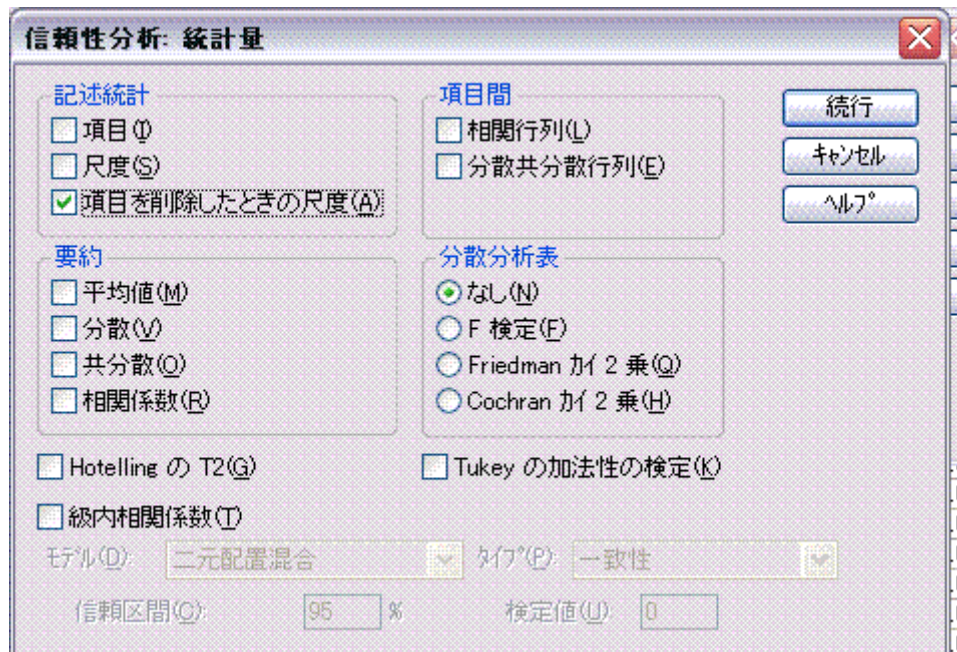 信頼性分析: 統計量
記述統計
項目(I)
尺度(S)
項目を削除したときの尺度(A)
項目間
相関行列(L)
分散共分散行列(E)
続行
キャンセル
ヘルプ
要約
平均値(M)
分散(V)
共分散(O)
相関係数(R)
分散分析表
なし(N)
F 検定(F)
Friedman カイ 2 乗(Q)
Cochran カイ 2 乗(H)
Hotelling の T2(G)
Tukey の加法性の検定(K)
級内相関係数(T)
モデル(D): 二元配置混合 タイプ(P): 一致性
信頼区間(C): 95 % 検定値(U): 0